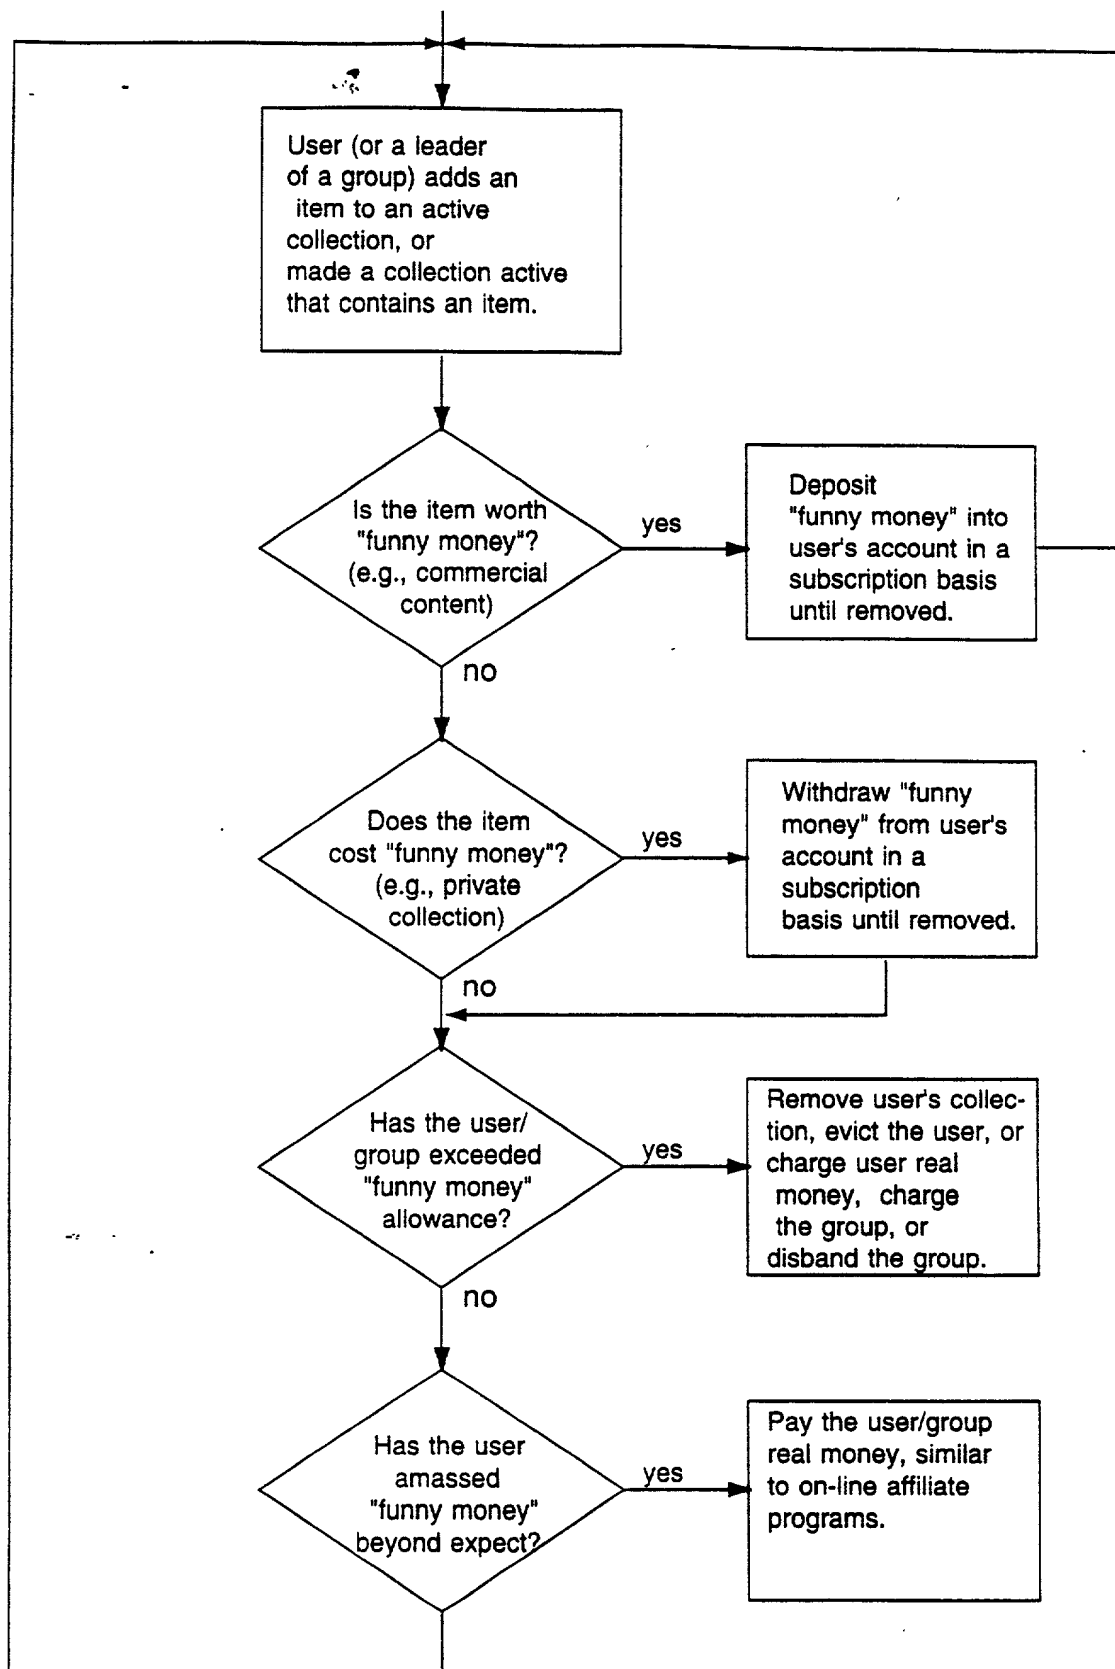 User (or a leader
of a group) adds an
item to an active
collection, or
made a collection active
that contains an item.
Is the item worth
"funny money"?
(e.g., commercial
content)
yes
Deposit
"funny money" into
user's account in a
subscription basis
until removed.
no
Does the item
cost "funny money"?
(e.g., private
collection)
yes
Withdraw "funny
money" from user's
account in a
subscription
basis until removed.
no
Has the user/
group exceeded
"funny money"
allowance?
yes
Remove user's collec-
tion, evict the user, or
charge user real
money, charge
the group, or
disband the group.
no
Has the user
amassed
"funny money"
beyond expect?
yes
Pay the user/group
real money, similar
to on-line affiliate
programs.